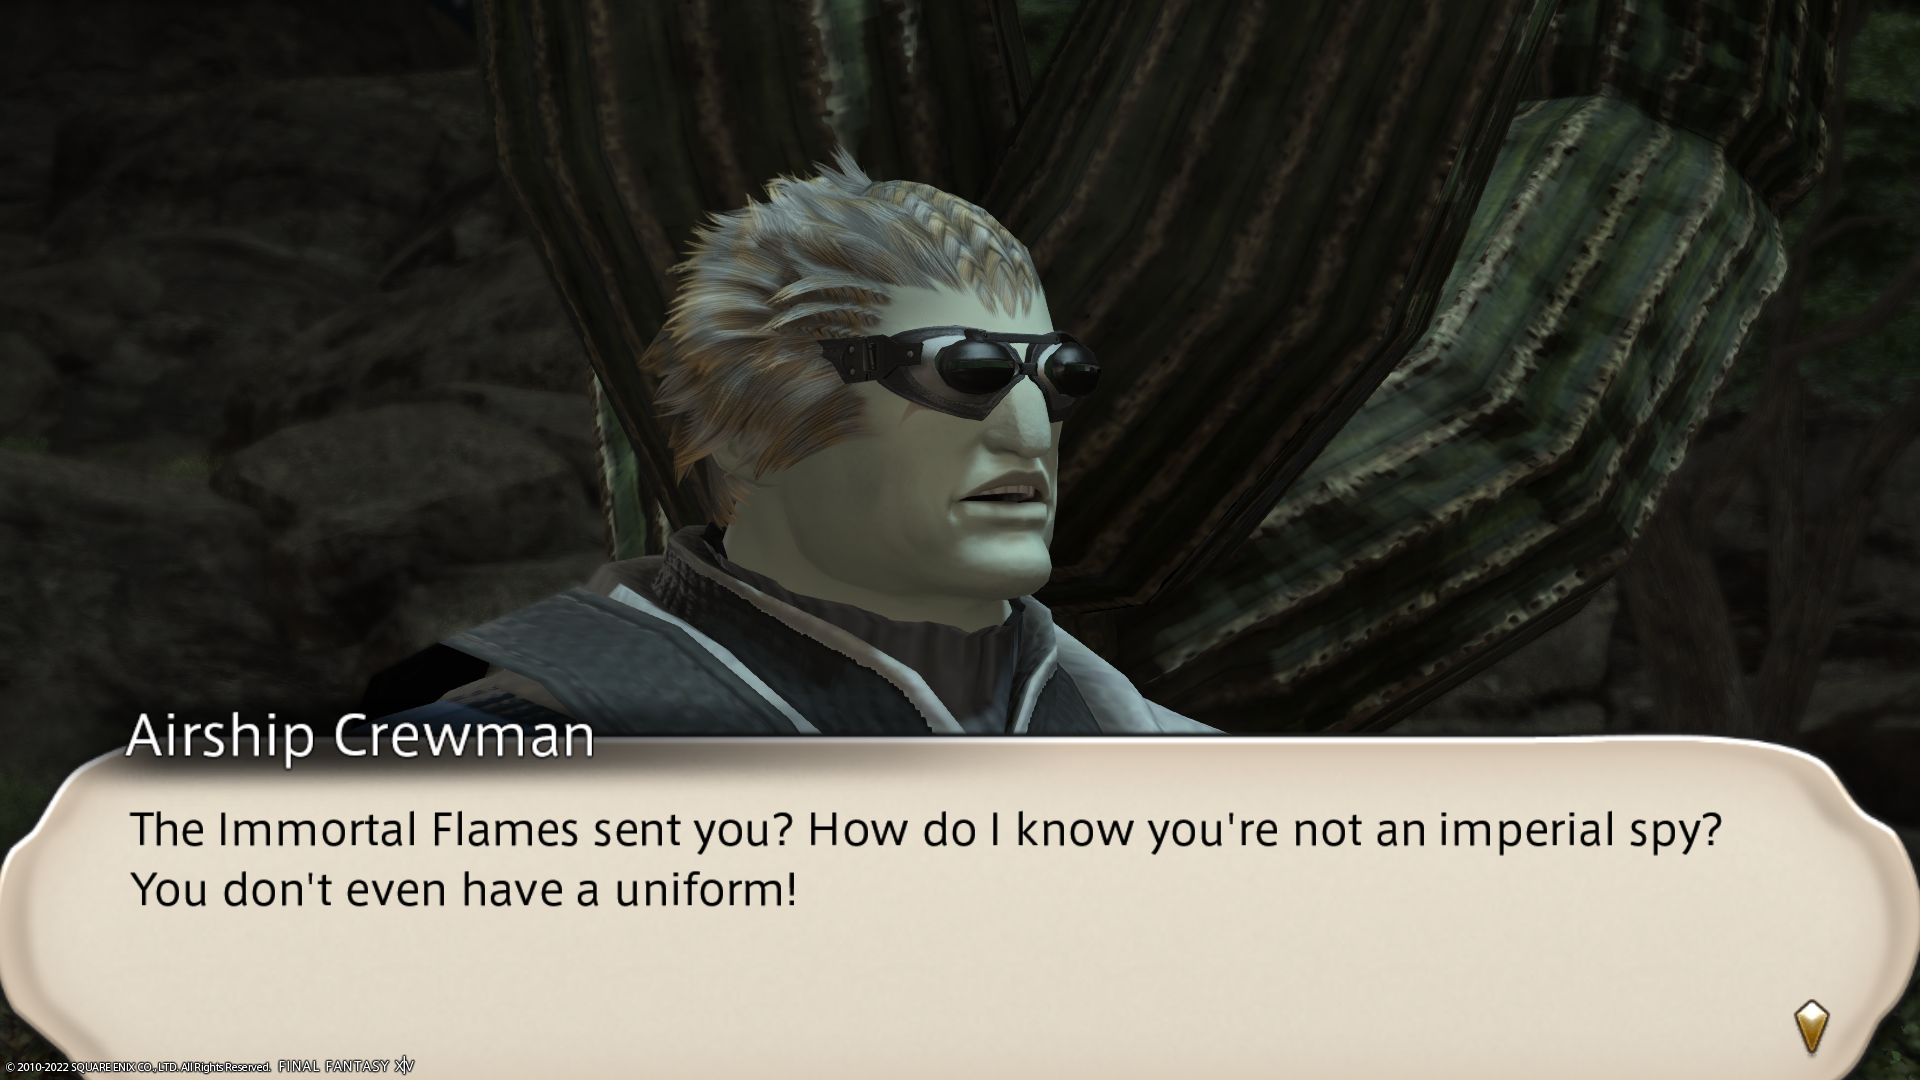 Airship Crewman
The Immortal Flames sent you? How do I know you're not an imperial spy?
You don't even have a uniform!
© 2010-2022 SQUARE ENIX CO., LTD. All Rights Reserved. FINAL FANTASY XIV